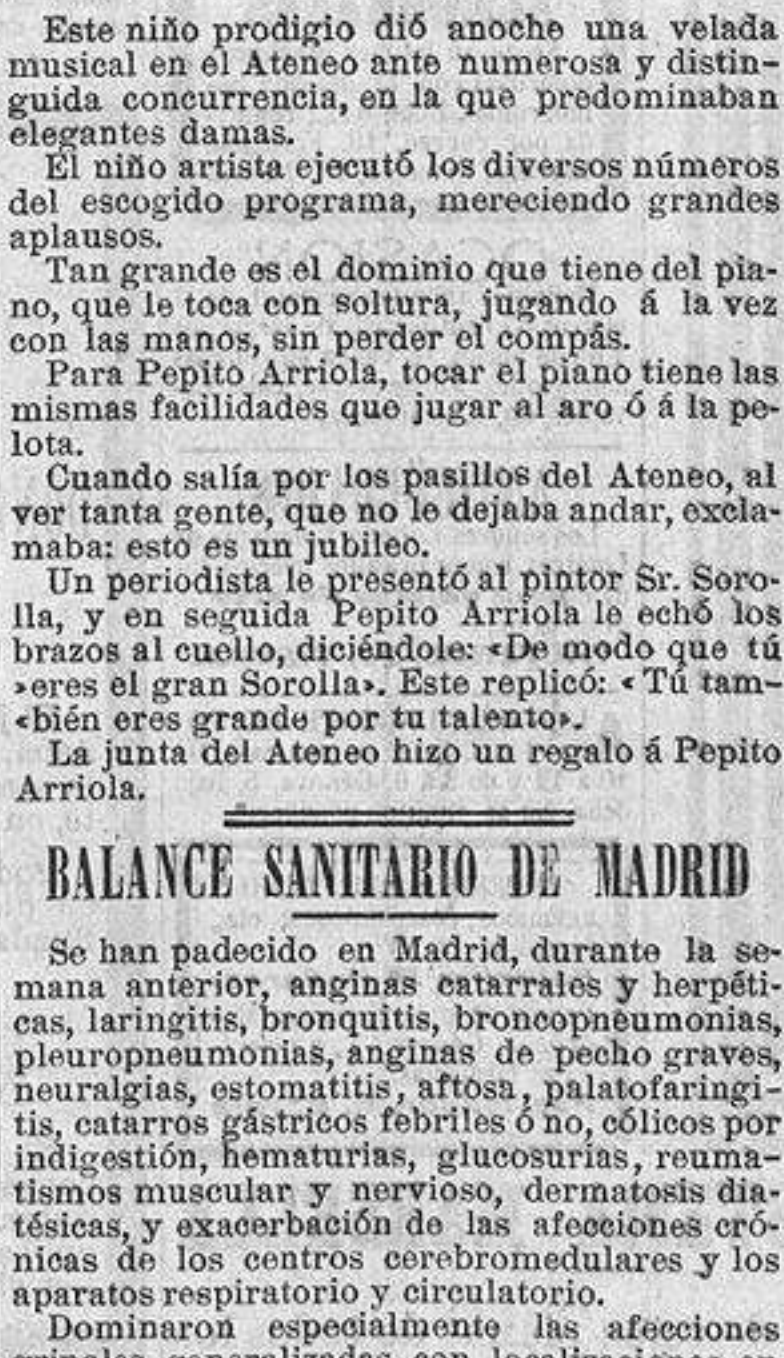 Este niño prodigio dió anoche una velada
musical en el Ateneo ante numerosa y distin-
guida concurrencia, en la que predominaban
elegantes damas.
El niño artista ejecutó los diversos números
del escogido programa, mereciendo grandes
aplausos.
Tan grande es el dominio que tiene del pia-
no, que le toca con soltura, jugando á la vez
con las manos, sin perder el compás.
Para Pepito Arriola, tocar el piano tiene las
mismas facilidades que jugar al aro ó á la pe-
lota.
Cuando salía por los pasillos del Ateneo, al
ver tanta gente, que no le dejaba andar, excla-
maba: esto es un jubileo.
Un periodista le presentó al pintor Sr. Soro-
lla, y en seguida Pepito Arriola le echó los
brazos al cuello, diciéndole: «De modo que tú
»eres el gran Sorolla». Este replicó: «Tú tam-
«bién eres grande por tu talento».
La junta del Ateneo hizo un regalo á Pepito
Arriola.
BALANCE SANITARIO DE MADRID
Se han padecido en Madrid, durante la se-
mana anterior, anginas catarrales y herpéti-
cas, laringitis, bronquitis, broncopneumonias,
pleuropneumonias, anginas de pecho graves,
neuralgias, estomatitis, aftosa, palatofaringi-
tis, catarros gástricos febriles ó no, cólicos por
indigestión, hematurias, glucosurias, reuma-
tismos muscular y nervioso, dermatosis dia-
tésicas, y exacerbación de las afecciones cró-
nicas de los centros cerebromedulares y los
aparatos respiratorio y circulatorio.
Dominaron especialmente las afecciones